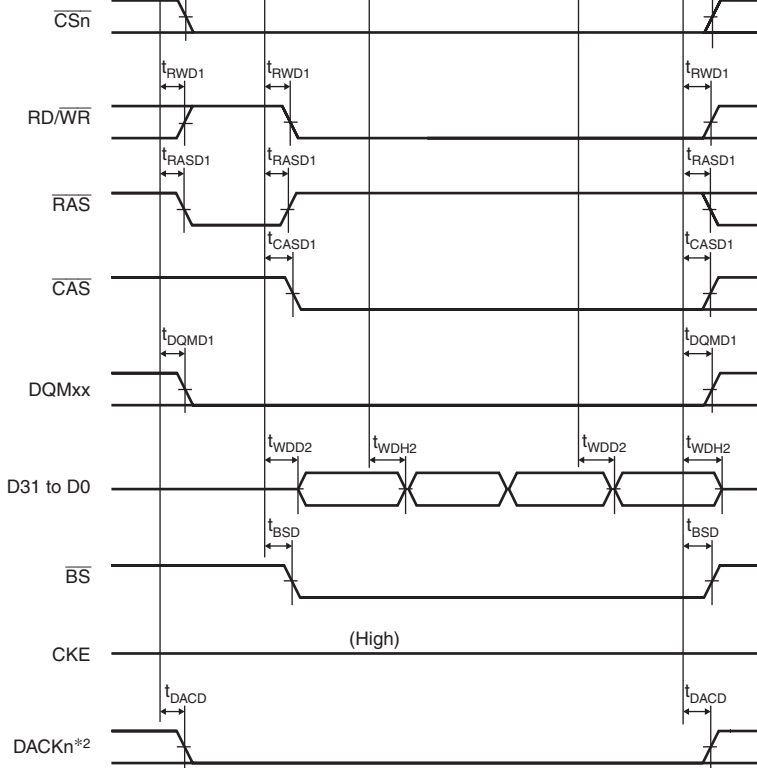 CSn
tRWD1 tRWD1 tRWD1
RD/WR
tRASD1 tRASD1 tRASD1
RAS
tCASD1 tCASD1
CAS
tDQMD1 tDQMD1
DQMxx
tWDD2 tWDH2 tWDD2 tWDH2
D31 to D0
tBSD tBSD
BS
(High)
CKE
tDACD tDACD
DACKn*2